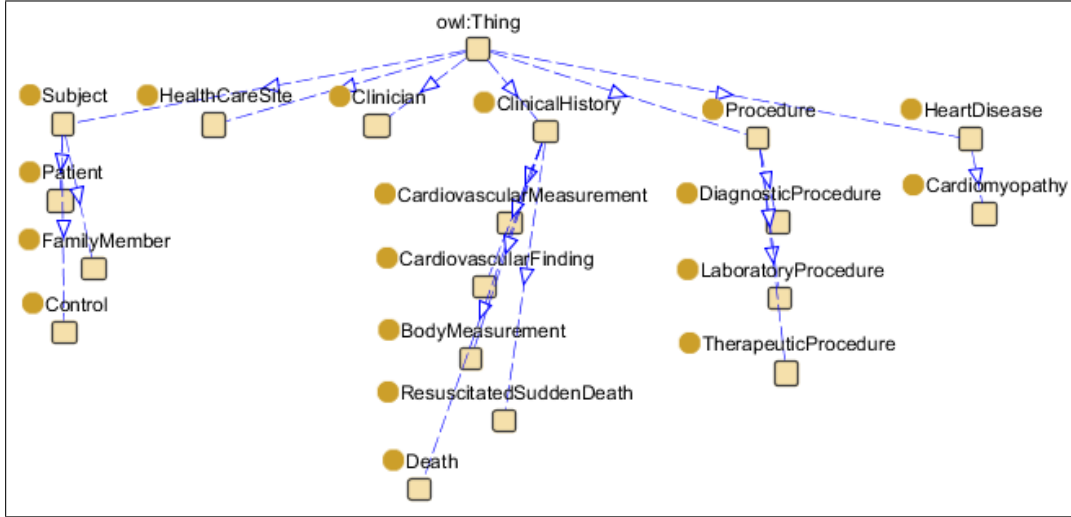 owl:Thing
Subject
HealthCareSite
Clinician
ClinicalHistory
Procedure
HeartDisease
Patient
CardiovascularMeasurement
DiagnosticProcedure
Cardiomyopathy
FamilyMember
CardiovascularFinding
LaboratoryProcedure
Control
BodyMeasurement
TherapeuticProcedure
ResuscitatedSuddenDeath
Death